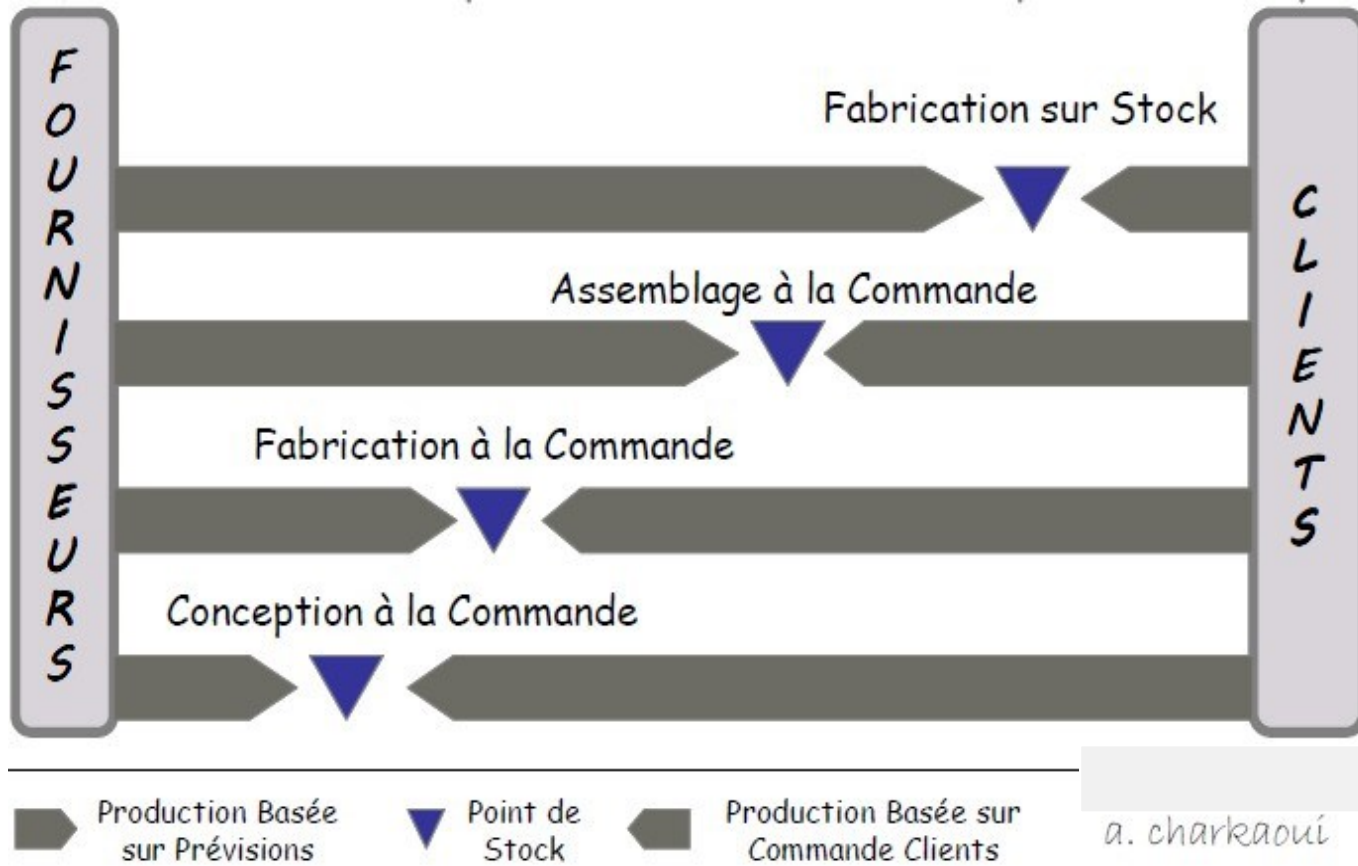 FOURNISSEURS
Fabrication sur Stock
CLIENTS
Assemblage à la Commande
Fabrication à la Commande
Conception à la Commande
Production Basée
sur Prévisions
Point de
Stock
Production Basée sur
Commande Clients
a. charkaoui